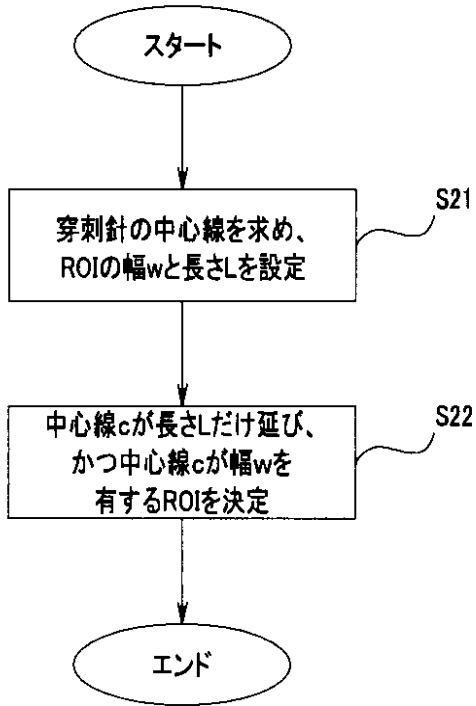 スタート
S21
穿刺針の中心線を求め、
ROIの幅wと長さLを設定
S22
中心線cが長さLだけ延び、
かつ中心線cが幅wを
有するROIを決定
エンド